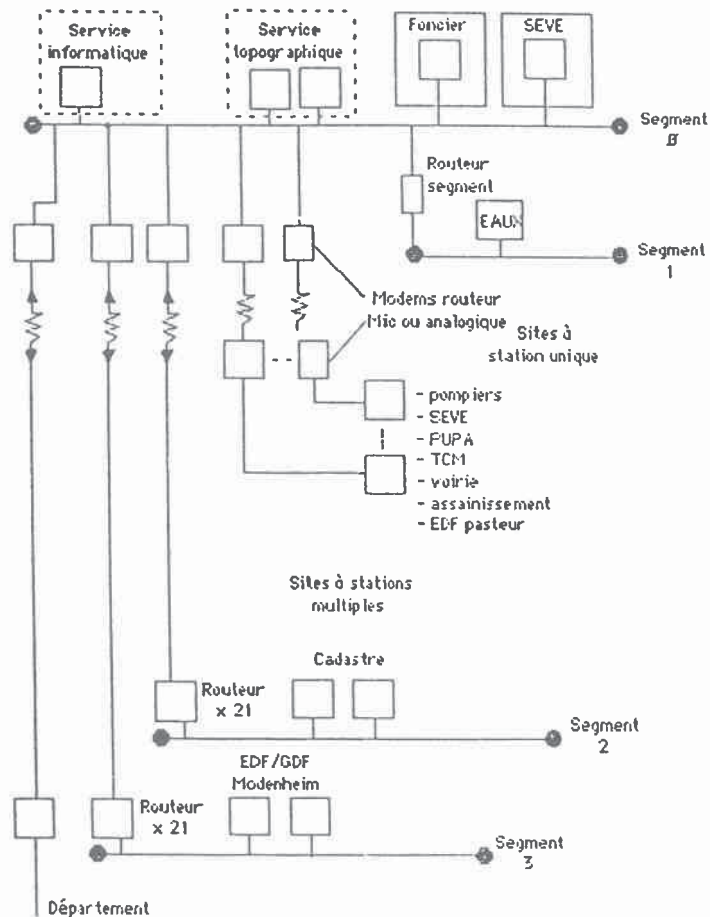 Service
informatique
Service
topographique
Foncier
SEVE
Segment
0
Routeur
segment
EAUX
Segment
1
Modems routeur
Mic ou analogique
Sites à
station unique
- pompiers
- SEVE
- PUPA
- TCM
- voirie
- assainissement
- EDF pasteur
Sites à stations
multiples
Cadastre
Routeur
x 21
Segment
2
EDF/GDF
Modenheim
Routeur
x 21
Segment
3
Département